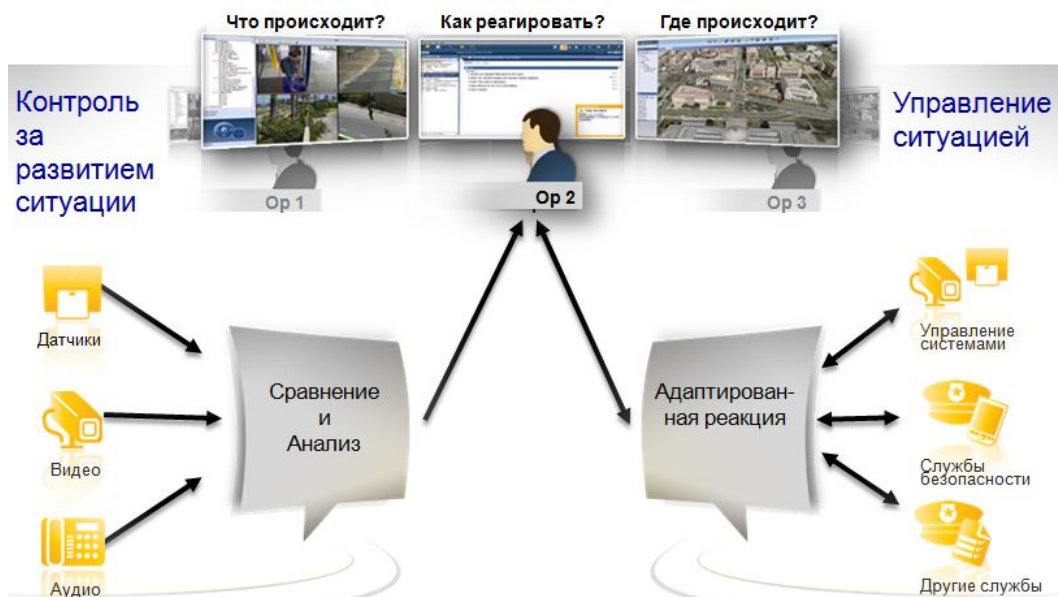 Что происходит?
Как реагировать?
Где происходит?
Контроль
за
развитием
ситуации
Управление
ситуацией
Op 1
Op 2
Op 3
Датчики
Видео
Аудио
Сравнение
и
Анализ
Адаптирован-
ная реакция
Управление
системами
Службы
безопасности
Другие службы